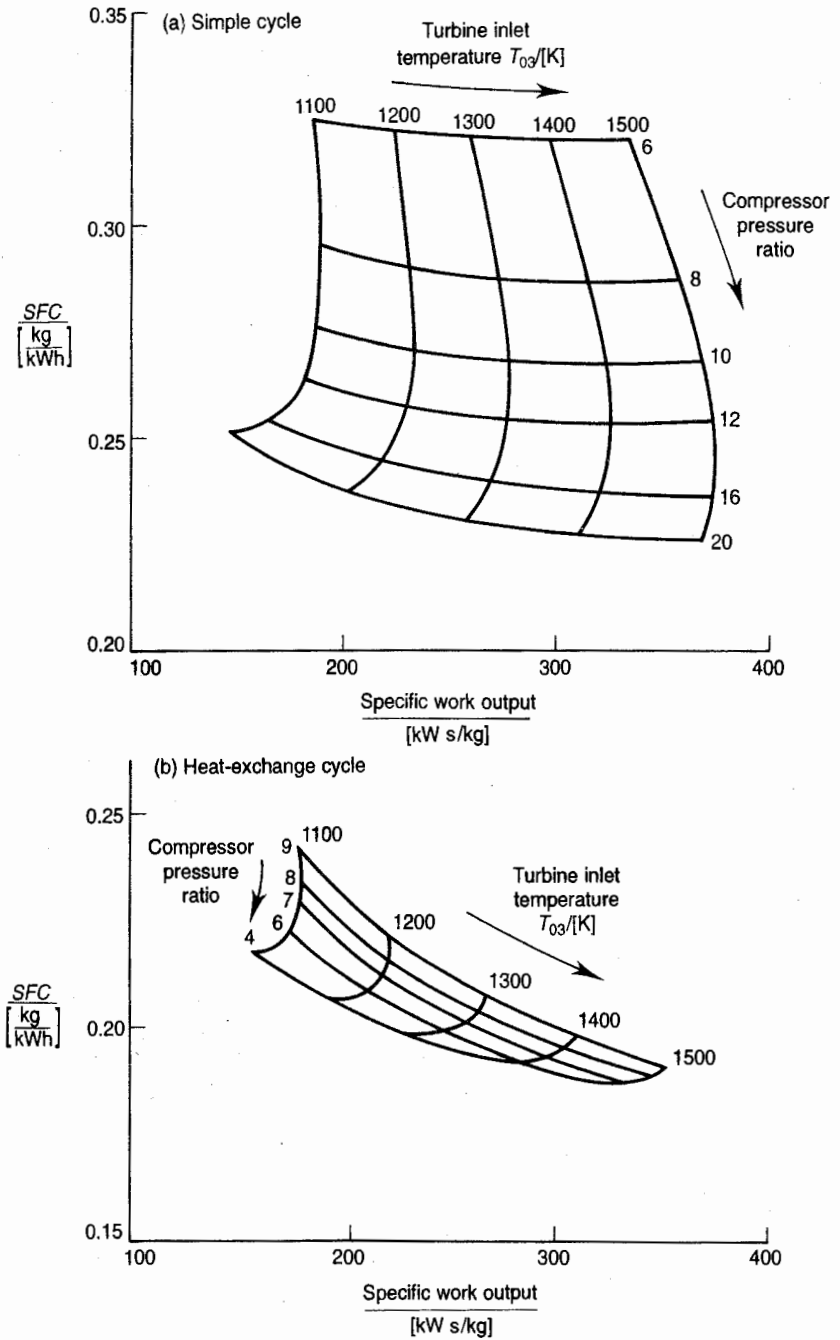 (a) Simple cycle
Turbine inlet
temperature T03/[K]
0.35
1100
1200
1300
1400
1500
6
Compressor
pressure
ratio
0.30
8
SFC
[kg
kWh]
10
12
0.25
16
20
0.20
100
200
300
400
Specific work output
[kW s/kg]
(b) Heat-exchange cycle
0.25
Compressor
pressure
ratio
9
1100
8
7
6
4
Turbine inlet
temperature
T03/[K]
1200
1300
1400
1500
SFC
[kg
kWh]
0.20
0.15
100
200
300
400
Specific work output
[kW s/kg]